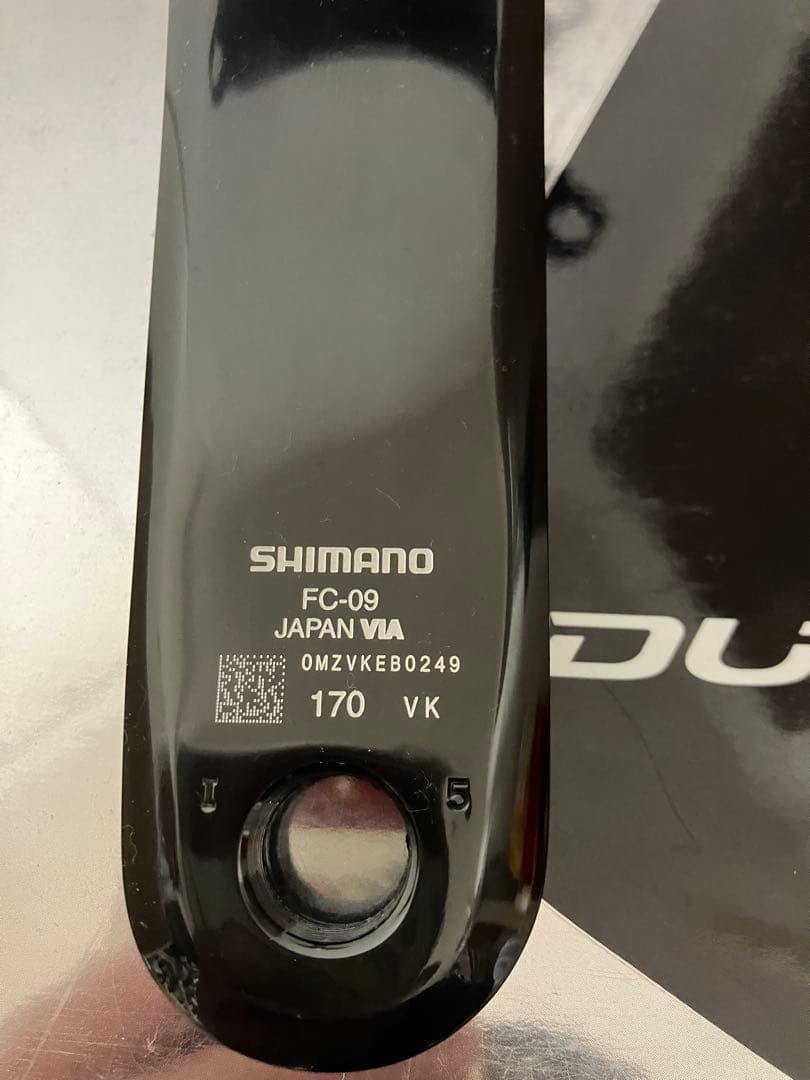 SHIMANO
FC-09
JAPAN VIA
0MZVKEB0249
170 VK
I 5
DU